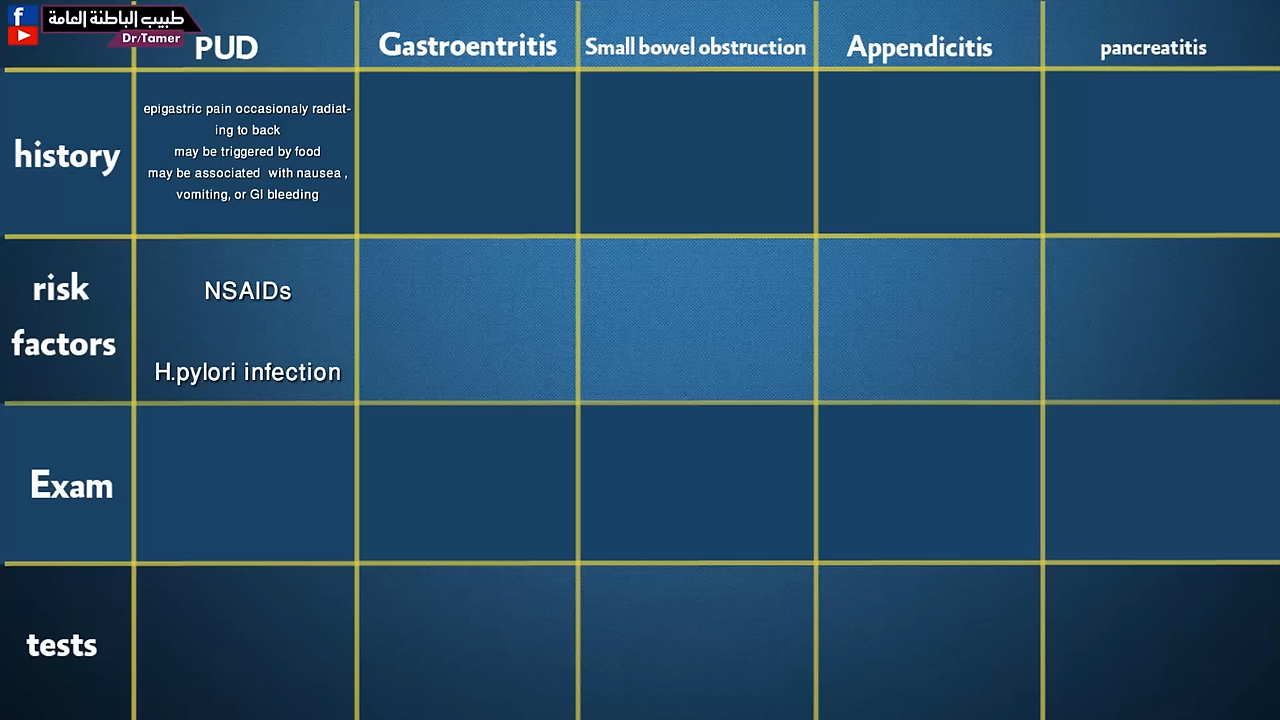 طبيب الباطنة العامة
Dr/Tamer
PUD
Gastroentritis
Small bowel obstruction
Appendicitis
pancreatitis
history
epigastric pain occasionaly radiat-
ing to back
may be triggered by food
may be associated with nausea ,
vomiting, or GI bleeding
risk
factors
NSAIDs
H.pylori infection
Exam
tests